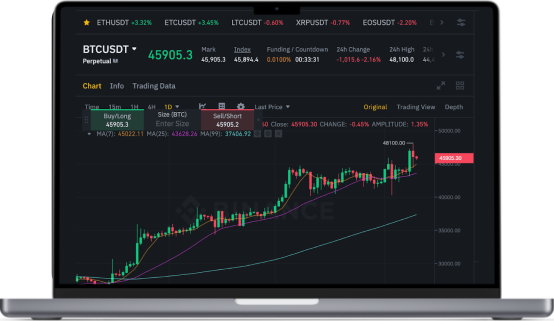 ETHUSDT +3.32% ETCUSDT +3.45% LTCUSDT -0.60% XRPUSDT -0.77% EOSUSDT -2.20%
BTCUSDT 45905.3 Mark Index Funding / Countdown 24h Change 24h High 24h
Perpetual 45,905.3 45,894.4 0.0100% 00:33:31 -1,015.6 -2.16% 48,100.0
Chart Info Trading Data
Time 15m 1H 4H 1D Last Price Original Trading View Depth
Buy/Long Size (BTC) Sell/Short
45905.3 Enter Size 45905.2
Close: 45905.30 CHANGE: -0.45% AMPLITUDE: 1.35%
MA(7): 45022.11 MA(25): 43628.26 MA(99): 37406.92
50000.00
48100.00
45905.30
40000.00
35000.00
30000.00
BINANCE